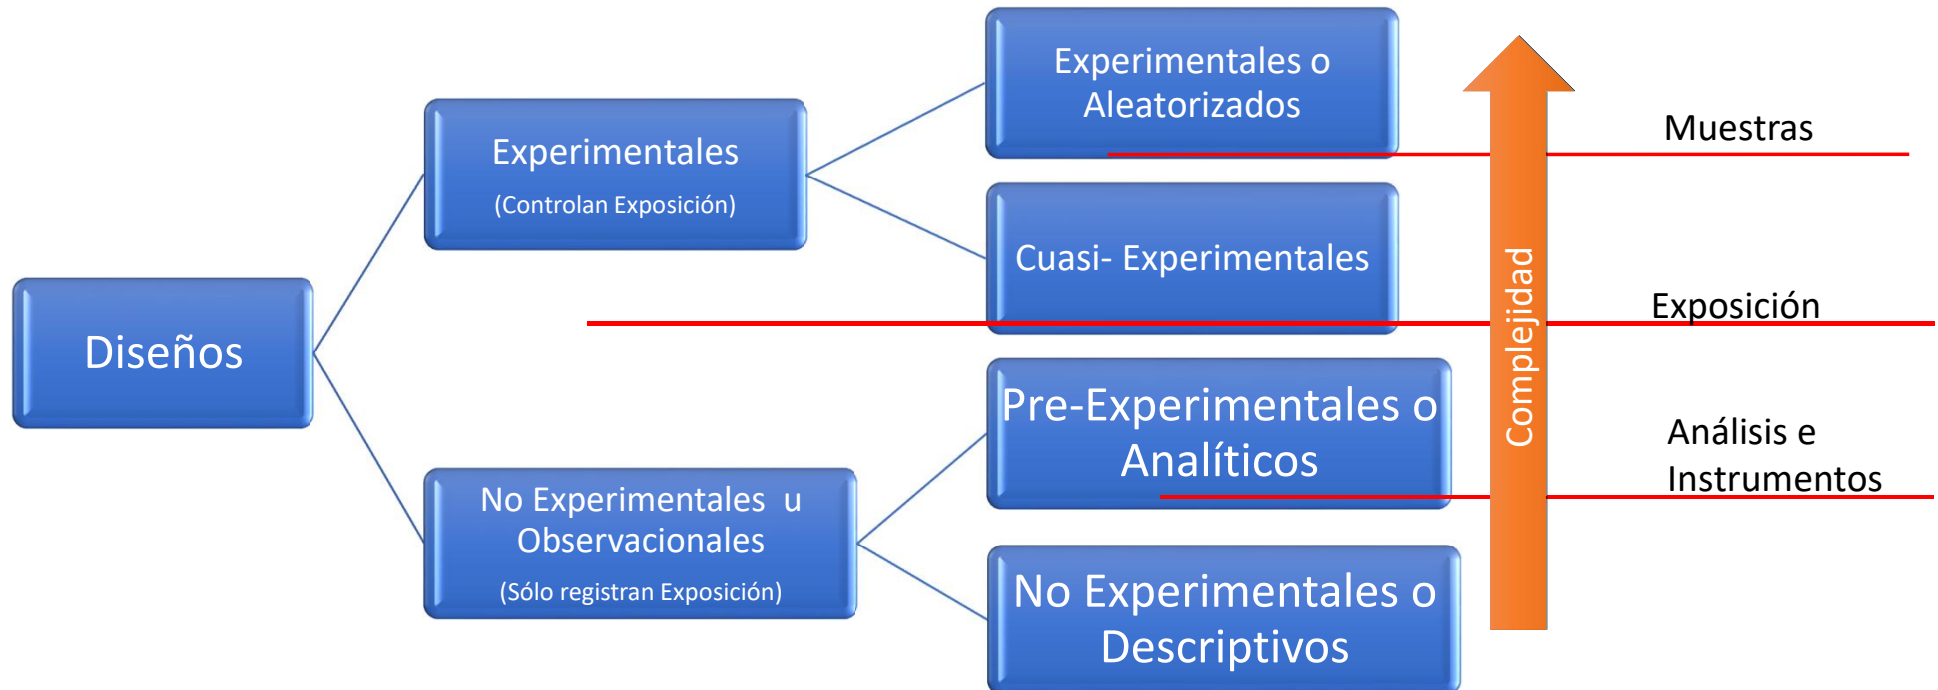 Diseños
Experimentales
(Controlan Exposición)
No Experimentales u
Observacionales
(Sólo registran Exposición)
Experimentales o
Aleatorizados
Cuasi- Experimentales
Pre-Experimentales o
Analíticos
No Experimentales o
Descriptivos
Complejidad
Muestras
Exposición
Análisis e
Instrumentos